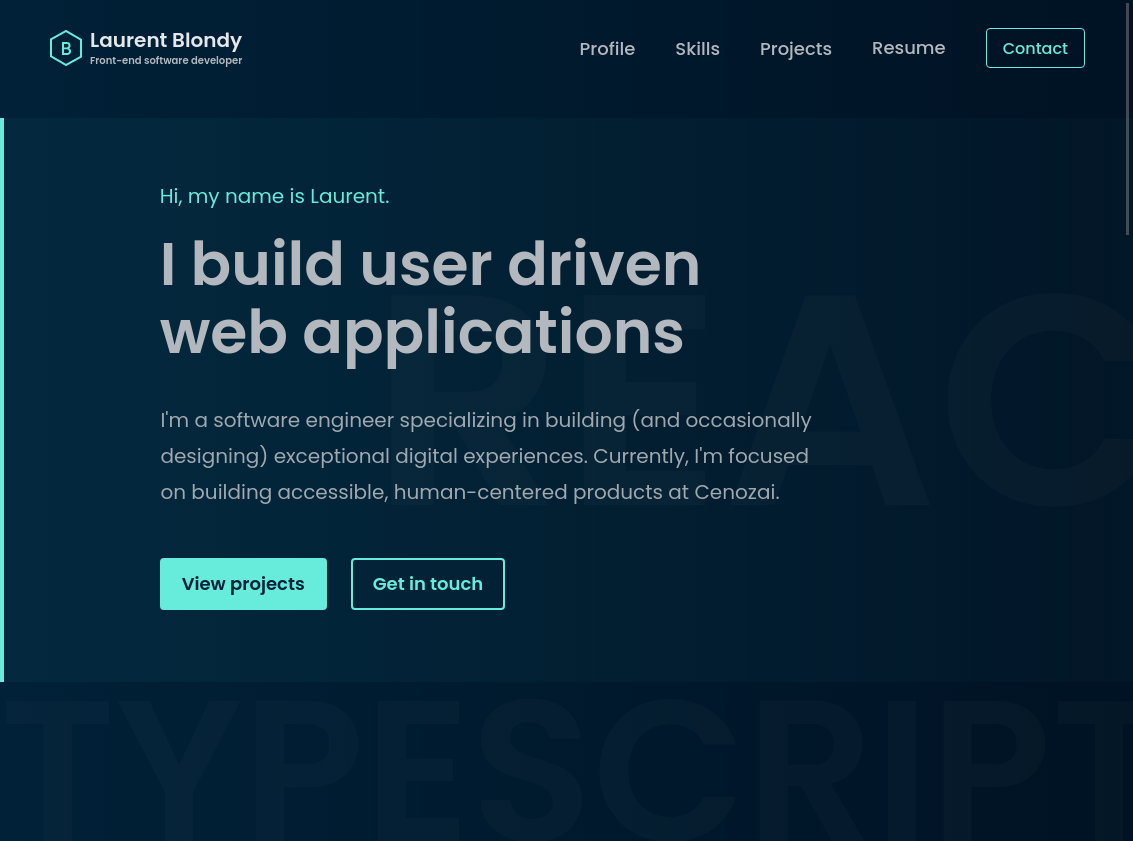 B
Laurent Blondy
Front-end software developer
Profile
Skills
Projects
Resume
Contact
Hi, my name is Laurent.
I build user driven
web applications
I'm a software engineer specializing in building (and occasionally
designing) exceptional digital experiences. Currently, I'm focused
on building accessible, human-centered products at Cenozai.
REAC
View projects
Get in touch
TYPESCRIPT